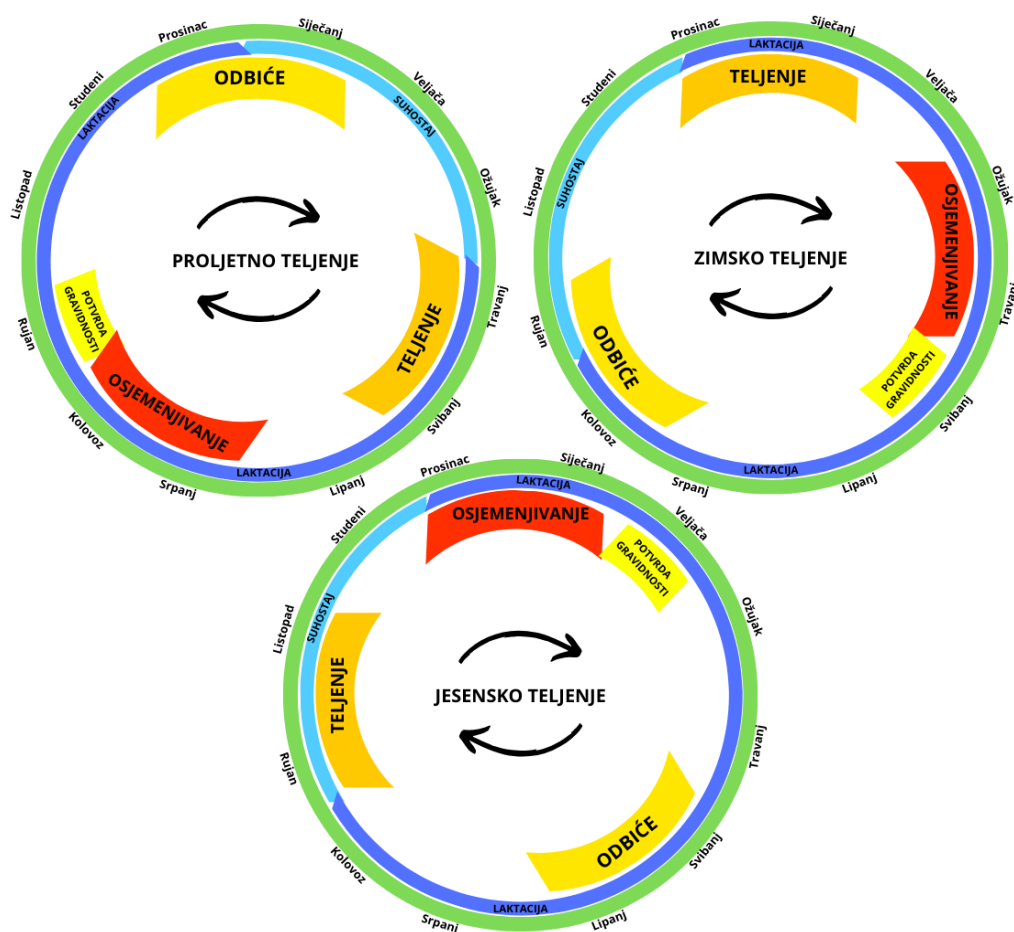 Prosinac
Siječanj
Veljača
Ožujak
Travanj
Svibanj
Lipanj
Srpanj
Kolovoz
Rujan
Listopad
Studeni
LAKTACIJA
SUHOSTAJ
LAKTACIJA
ODBIĆE
TELJENJE
OSJEMENJIVANJE
POTVRDA
GRAVIDNOSTI
PROLJETNO TELJENJE
Prosinac
Siječanj
Veljača
Ožujak
Travanj
Svibanj
Lipanj
Srpanj
Kolovoz
Rujan
Listopad
Studeni
LAKTACIJA
SUHOSTAJ
LAKTACIJA
TELJENJE
OSJEMENJIVANJE
POTVRDA
GRAVIDNOSTI
ODBIĆE
ZIMSKO TELJENJE
Prosinac
Siječanj
Veljača
Ožujak
Travanj
Svibanj
Lipanj
Srpanj
Kolovoz
Rujan
Listopad
Studeni
LAKTACIJA
SUHOSTAJ
LAKTACIJA
OSJEMENJIVANJE
POTVRDA
GRAVIDNOSTI
ODBIĆE
TELJENJE
JESENSKO TELJENJE